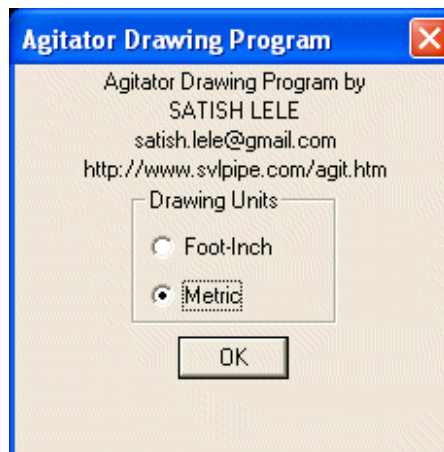 Agitator Drawing Program
Agitator Drawing Program by
SATISH LELE
satish.lele@gmail.com
http://www.svlpipe.com/agit.htm
Drawing Units
Foot-Inch
Metric
OK